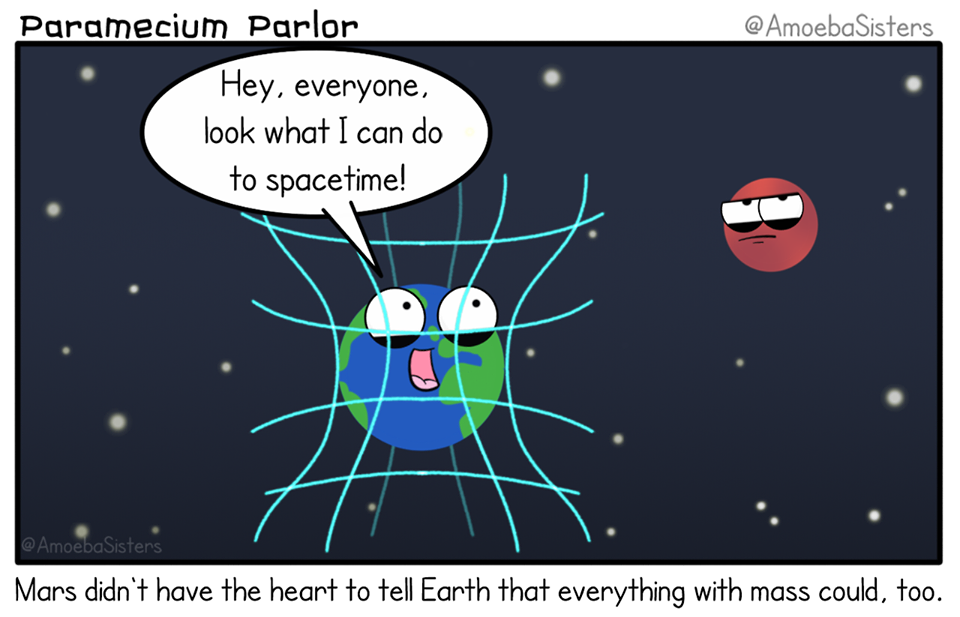 Paramecium Parlor
@AmoebaSisters
Hey, everyone,
look what I can do
to spacetime!
@AmoebaSisters
Mars didn't have the heart to tell Earth that everything with mass could, too.